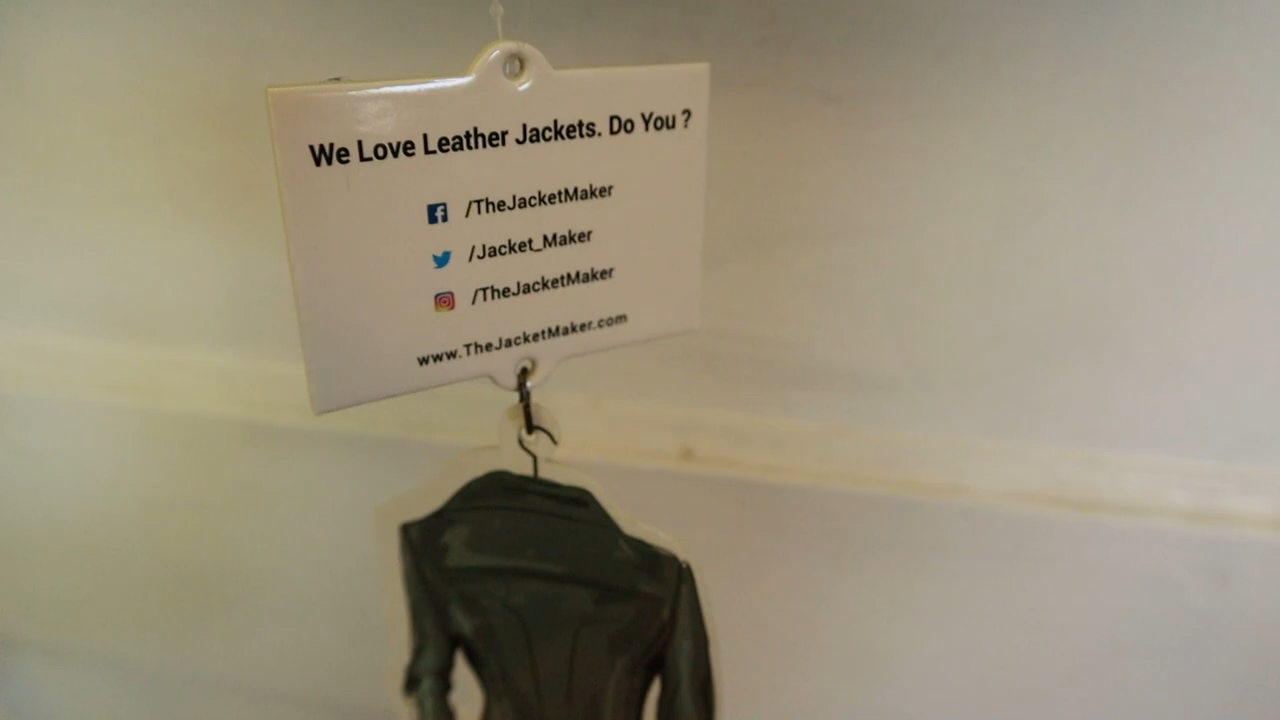 We Love Leather Jackets. Do You ?
/TheJacketMaker
/Jacket_Maker
/TheJacketMaker
www.TheJacketMaker.com